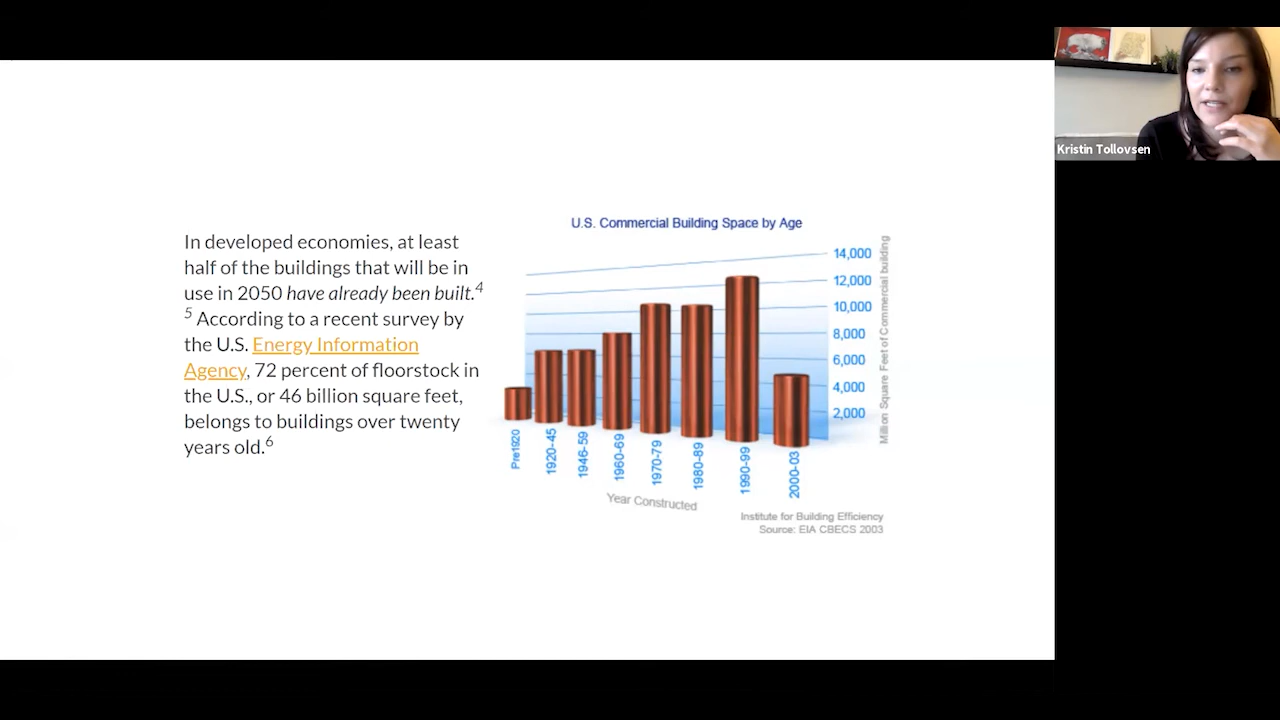 In developed economies, at least
half of the buildings that will be in
use in 2050 have already been built.4
5 According to a recent survey by
the U.S. Energy Information
Agency, 72 percent of floorstock in
the U.S., or 46 billion square feet,
belongs to buildings over twenty
years old.6
U.S. Commercial Building Space by Age
14,000
12,000
10,000
8,000
6,000
4,000
2,000
Million Square Feet of Commercial building
Pre1920
1920-45
1946-59
1960-69
1970-79
1980-89
1990-99
2000-03
Year Constructed
Institute for Building Efficiency
Source: EIA CBECS 2003
Kristin Tollovsen